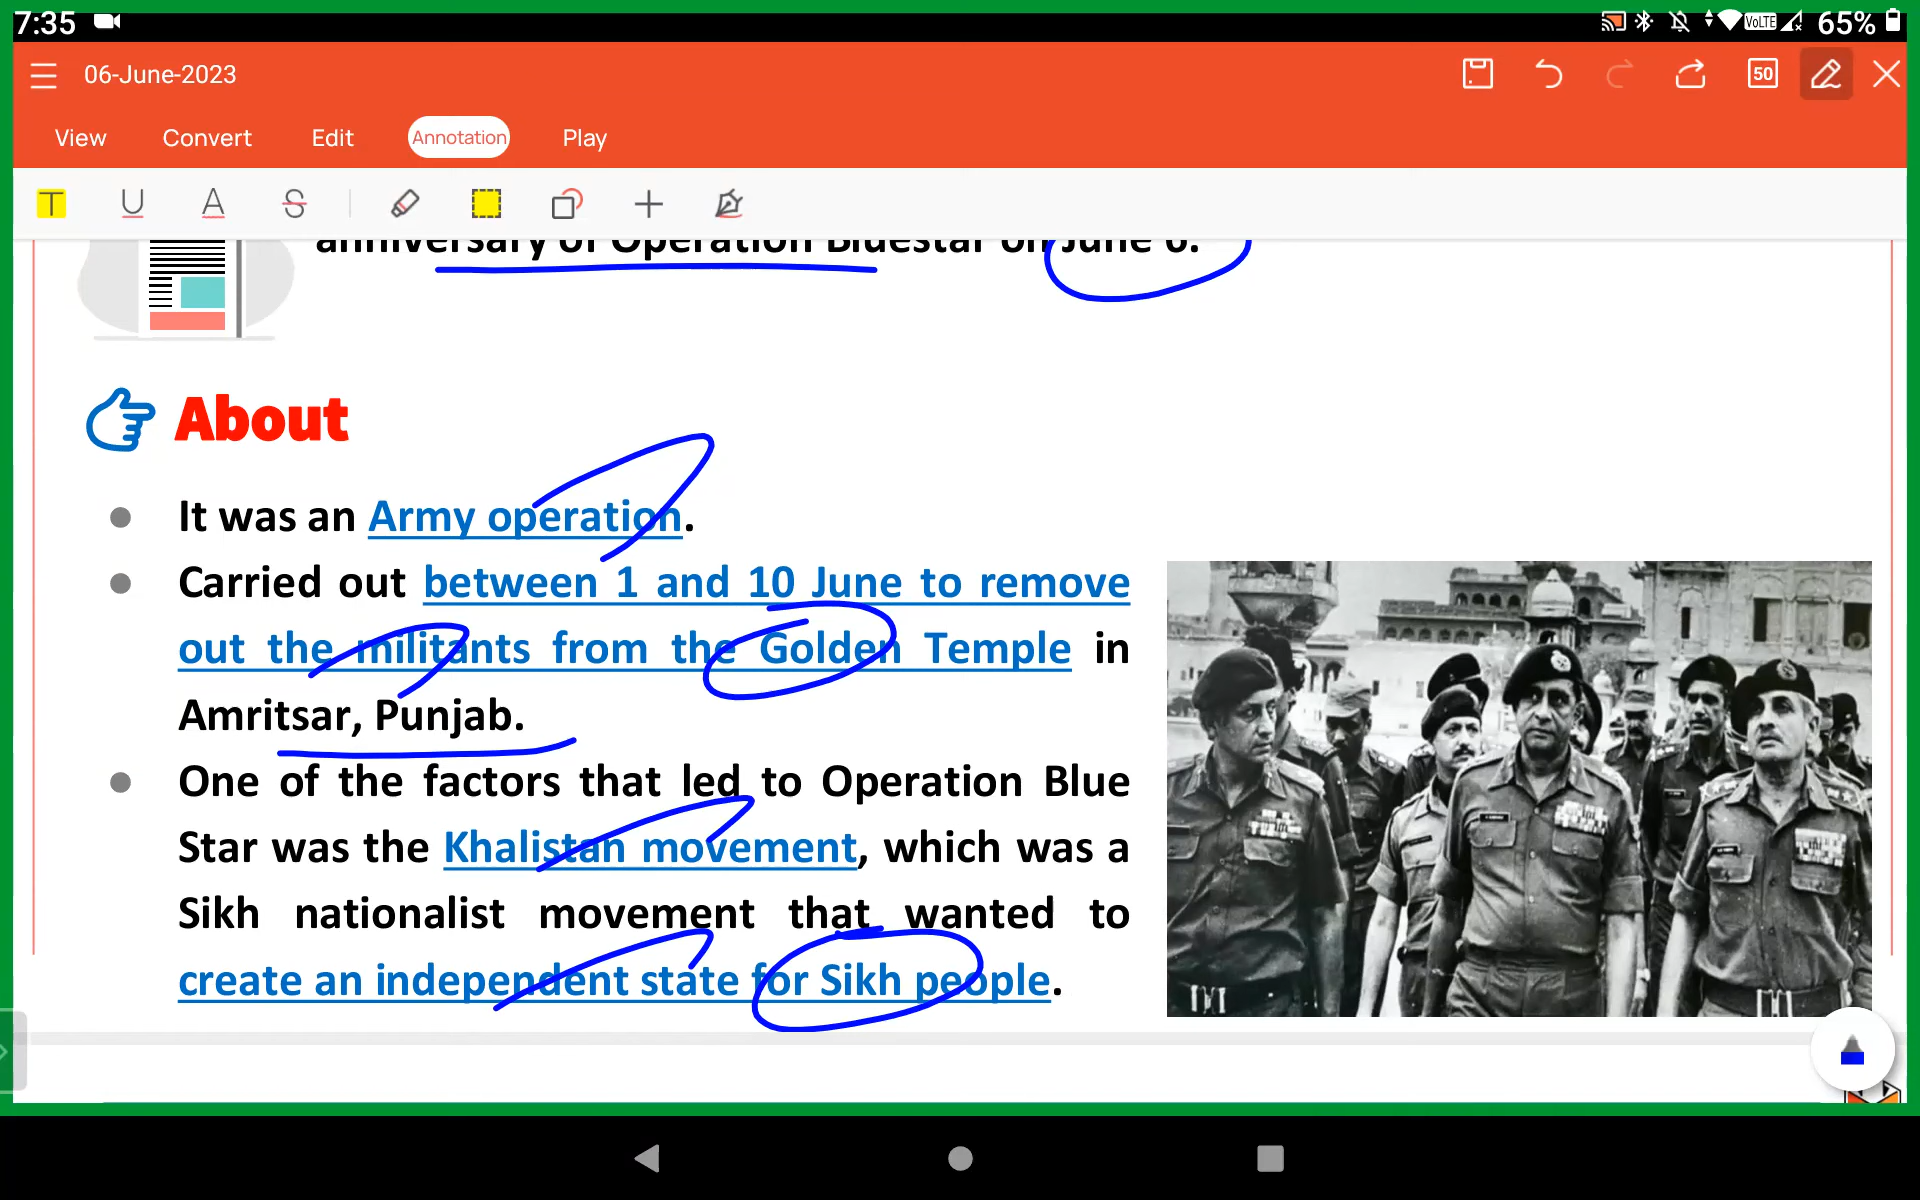 7:35
VoLTE
65%
06-June-2023
50
View Convert Edit Annotation Play
T U A S
anniversary of Operation Bluestar on June 6.
About
It was an Army operation.
Carried out between 1 and 10 June to remove
out the militants from the Golden Temple in
Amritsar, Punjab.
One of the factors that led to Operation Blue
Star was the Khalistan movement, which was a
Sikh nationalist movement that wanted to
create an independent state for Sikh people.